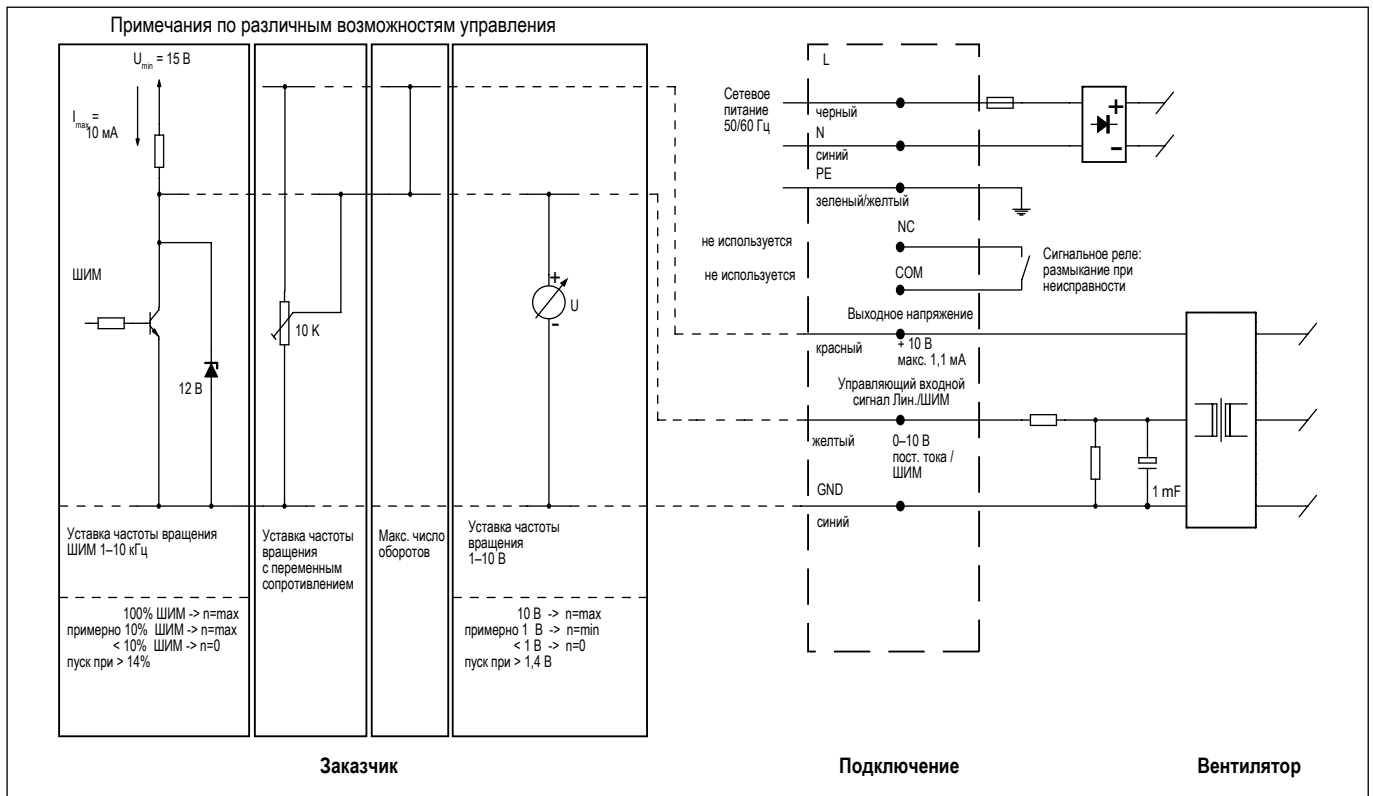 Примечания по различным возможностям управления
U min = 15 В
I max =
10 мА
ШИМ
12 В
10 K
U
Уставка частоты вращения
ШИМ 1–10 кГц
100% ШИМ -> n=max
примерно 10% ШИМ -> n=max
< 10% ШИМ -> n=0
пуск при > 14%
Уставка частоты
вращения
с переменным
сопротивлением
Макс. число
оборотов
Уставка частоты
вращения
1–10 В
10 В -> n=max
примерно 1 В -> n=min
< 1 В -> n=0
пуск при > 1,4 В
Сетевое
питание
50/60 Гц
L
черный
N
синий
PE
зеленый/желтый
NC
не используется
COM
не используется
Сигнальное реле:
размыкание при
неисправности
Выходное напряжение
красный
+ 10 В
макс. 1,1 мА
Управляющий входной
сигнал Лин./ШИМ
желтый
0–10 В
пост. тока /
ШИМ
GND
синий
1 mF
+
-
+
-
Заказчик
Подключение
Вентилятор